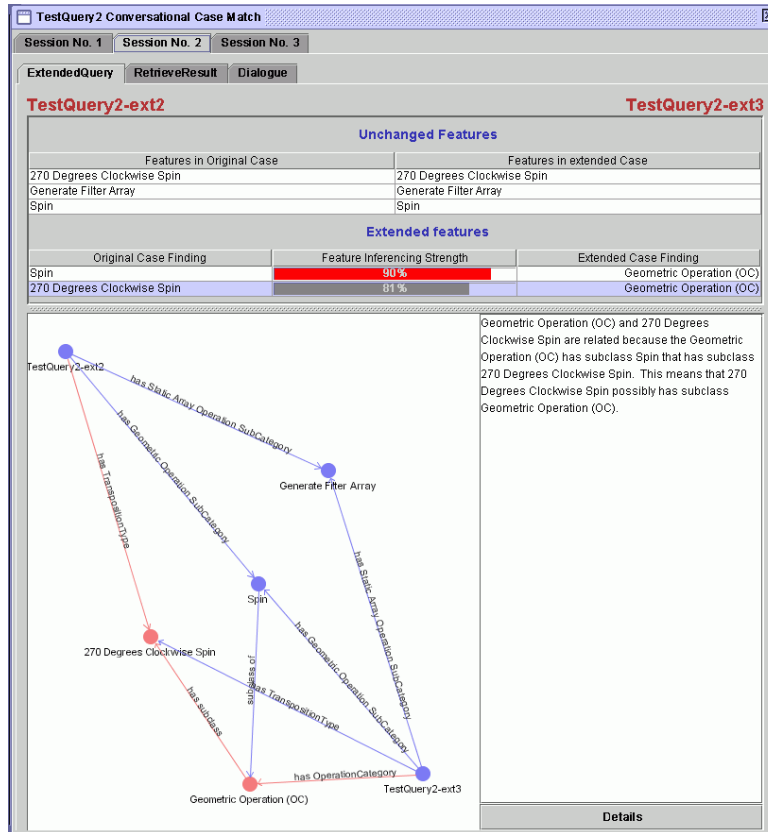 TestQuery2 Conversational Case Match
Session No. 1 Session No. 2 Session No. 3
ExtendedQuery RetrieveResult Dialogue
TestQuery2-ext2 TestQuery2-ext3
Unchanged Features
Features in Original Case Features in extended Case
270 Degrees Clockwise Spin 270 Degrees Clockwise Spin
Generate Filter Array Generate Filter Array
Spin Spin
Extended features
Original Case Finding Feature Inferencing Strength Extended Case Finding
Spin 90% Geometric Operation (OC)
270 Degrees Clockwise Spin 81% Geometric Operation (OC)
TestQuery2-ext2
has Static Array Operation SubCategory
has Geometric Operation SubCategory
has TranspositionType
Generate Filter Array
Spin
270 Degrees Clockwise Spin
has Static Array Operation SubCategory
has Geometric Operation SubCategory
has TranspositionType
subclass of
has subclass
has OperationCategory
Geometric Operation (OC)
TestQuery2-ext3
Geometric Operation (OC) and 270 Degrees
Clockwise Spin are related because the Geometric
Operation (OC) has subclass Spin that has subclass
270 Degrees Clockwise Spin. This means that 270
Degrees Clockwise Spin possibly has subclass
Geometric Operation (OC).
Details